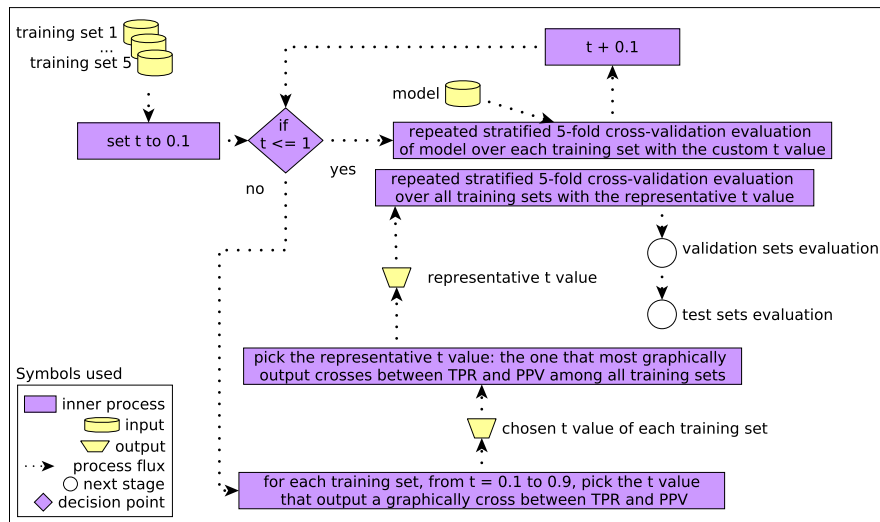 training set 1
...
training set 5
set t to 0.1
if
t <= 1
yes
no
t + 0.1
model
repeated stratified 5-fold cross-validation evaluation
of model over each training set with the custom t value
repeated stratified 5-fold cross-validation evaluation
over all training sets with the representative t value
validation sets evaluation
test sets evaluation
representative t value
pick the representative t value: the one that most graphically
output crosses between TPR and PPV among all training sets
chosen t value of each training set
for each training set, from t = 0.1 to 0.9, pick the t value
that output a graphically cross between TPR and PPV
Symbols used
inner process
input
output
process flux
next stage
decision point